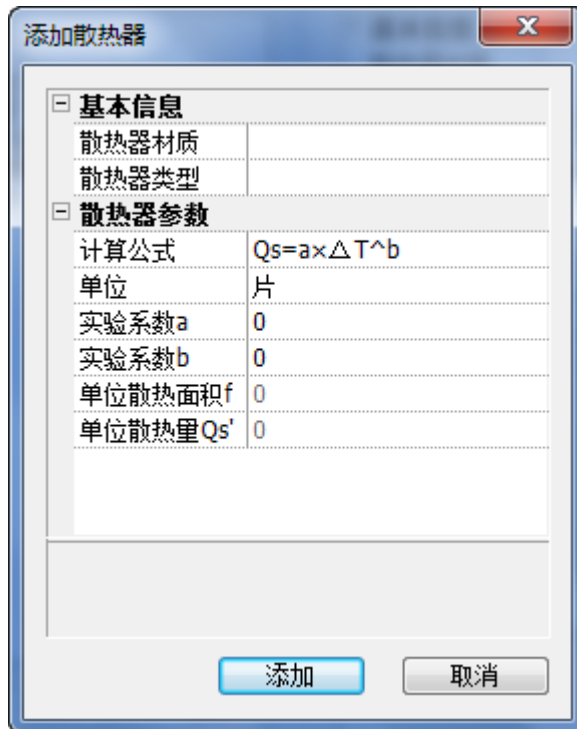 添加散热器
基本信息
散热器材质
散热器类型
散热器参数
计算公式 Qs=a×△T^b
单位 片
实验系数a 0
实验系数b 0
单位散热面积f 0
单位散热量Qs' 0
添加 取消